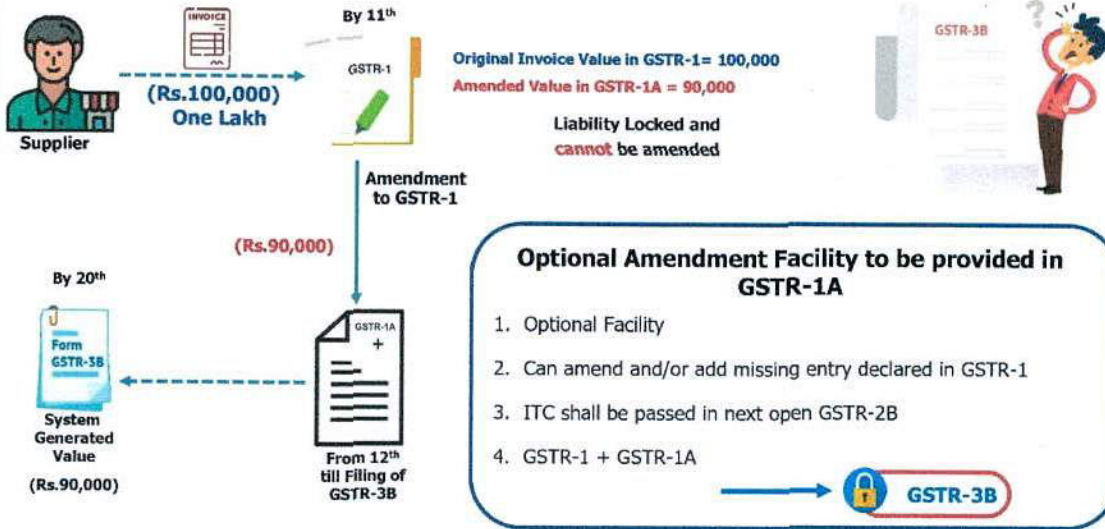 INVOICE
(Rs.100,000)
One Lakh
Supplier
By 11th
GSTR-1
Original Invoice Value in GSTR-1= 100,000
Amended Value in GSTR-1A = 90,000
Liability Locked and
cannot be amended
GSTR-3B
?
Amendment
to GSTR-1
(Rs.90,000)
By 20th
Form
GSTR-3B
System
Generated
Value
(Rs.90,000)
GSTR-1A
+
From 12th
till Filing of
GSTR-3B
Optional Amendment Facility to be provided in
GSTR-1A
1. Optional Facility
2. Can amend and/or add missing entry declared in GSTR-1
3. ITC shall be passed in next open GSTR-2B
4. GSTR-1 + GSTR-1A
GSTR-3B